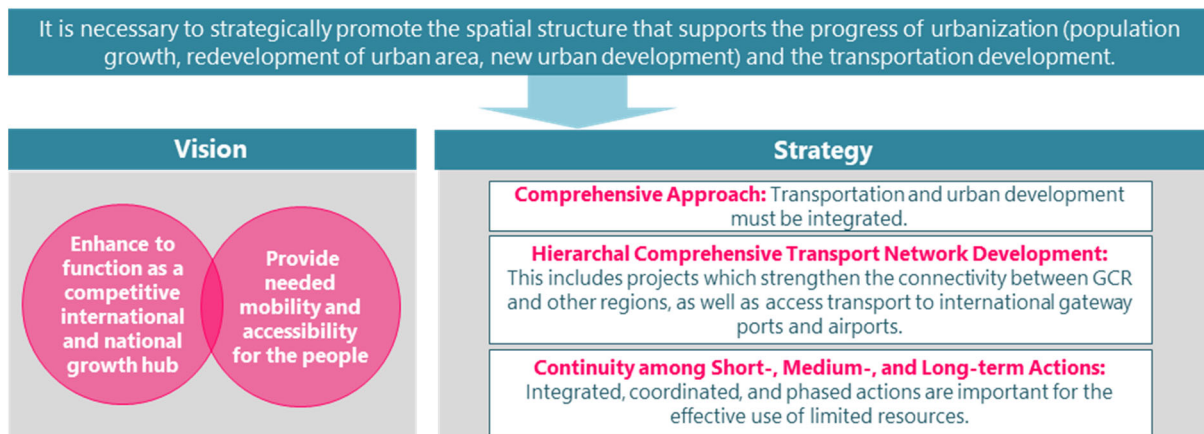 It is necessary to strategically promote the spatial structure that supports the progress of urbanization (population
growth, redevelopment of urban area, new urban development) and the transportation development.
Vision
Enhance to
function as a
competitive
international
and national
growth hub
Provide
needed
mobility and
accessibility
for the people
Strategy
Comprehensive Approach: Transportation and urban development
must be integrated.
Hierarchal Comprehensive Transport Network Development:
This includes projects which strengthen the connectivity between GCR
and other regions, as well as access transport to international gateway
ports and airports.
Continuity among Short-, Medium-, and Long-term Actions:
Integrated, coordinated, and phased actions are important for the
effective use of limited resources.